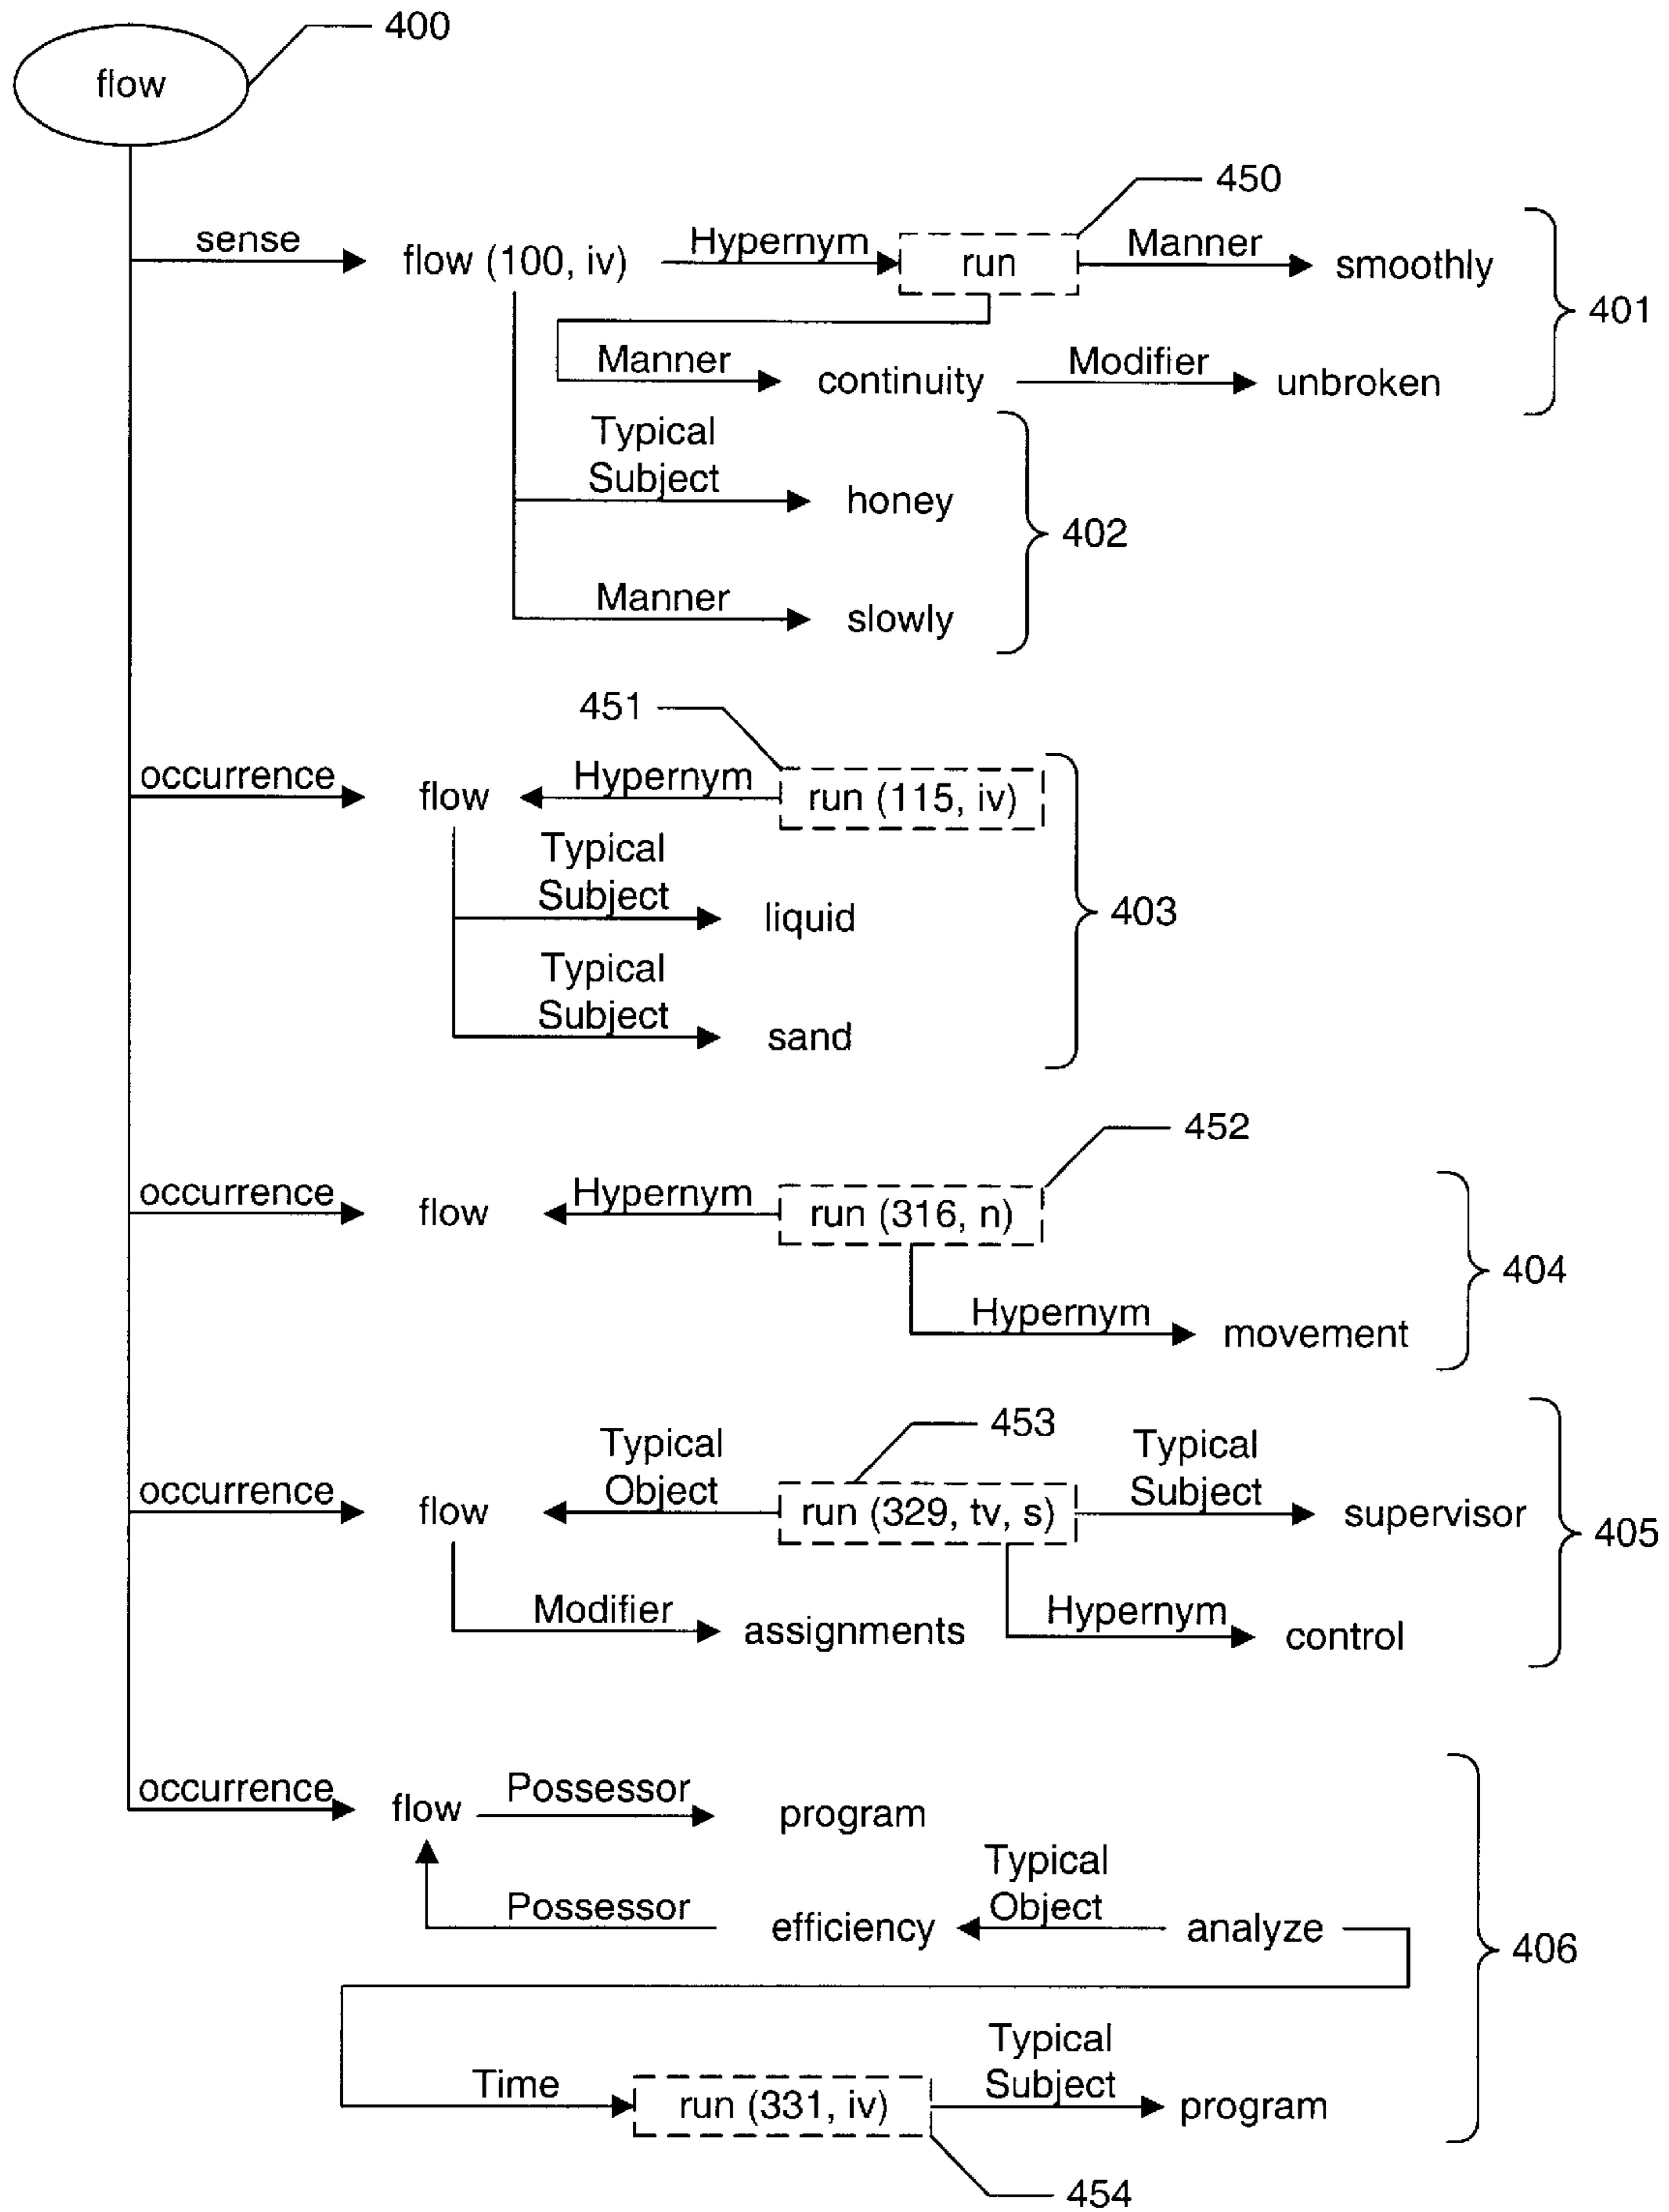 400
flow
450
sense
flow (100, iv)
Hypernym
run
Manner
smoothly
401
Manner
continuity
Modifier
unbroken
Typical
Subject
honey
402
Manner
slowly
451
occurrence
flow
Hypernym
run (115, iv)
Typical
Subject
liquid
403
Typical
Subject
sand
452
occurrence
flow
Hypernym
run (316, n)
404
Hypernym
movement
453
occurrence
flow
Typical
Object
run (329, tv, s)
Typical
Subject
supervisor
405
Modifier
assignments
Hypernym
control
occurrence
flow
Possessor
program
Possessor
efficiency
Typical
Object
analyze
406
Time
run (331, iv)
Typical
Subject
program
454